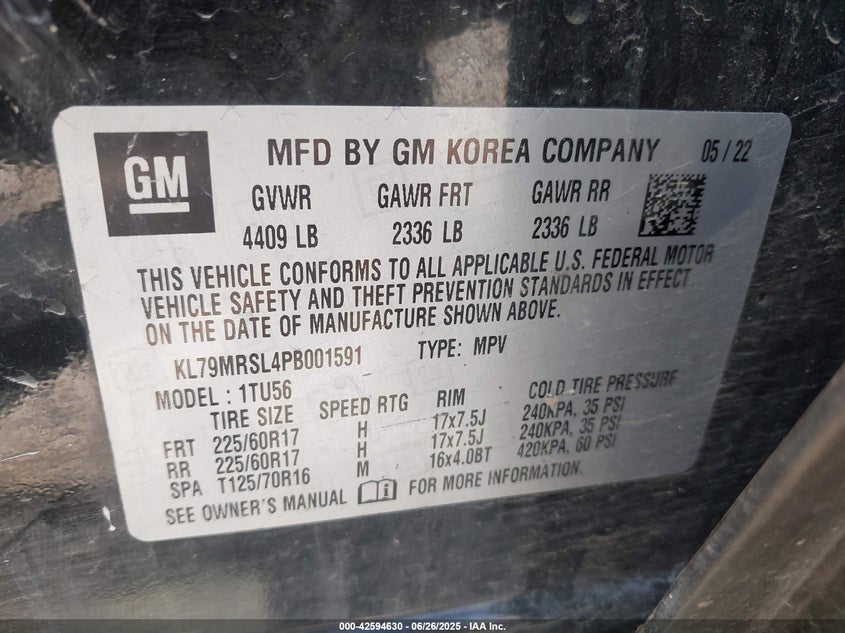 GM
MFD BY GM KOREA COMPANY 05 / 22
GVWR GAWR FRT GAWR RR
4409 LB 2336 LB 2336 LB
THIS VEHICLE CONFORMS TO ALL APPLICABLE U.S. FEDERAL MOTOR
VEHICLE SAFETY AND THEFT PREVENTION STANDARDS IN EFFECT
ON THE DATE OF MANUFACTURE SHOWN ABOVE.
KL79MRSL4PB001591 TYPE: MPV
MODEL : 1TU56
TIRE SIZE SPEED RTG RIM COLD TIRE PRESSURE
FRT 225/60R17 H 17x7.5J 240KPA, 35 PSI
RR 225/60R17 H 17x7.5J 240KPA, 35 PSI
SPA T125/70R16 M 16x4.0BT 420KPA, 60 PSI
SEE OWNER'S MANUAL FOR MORE INFORMATION.
000-42594630 - 06/26/2025 - IAA Inc.